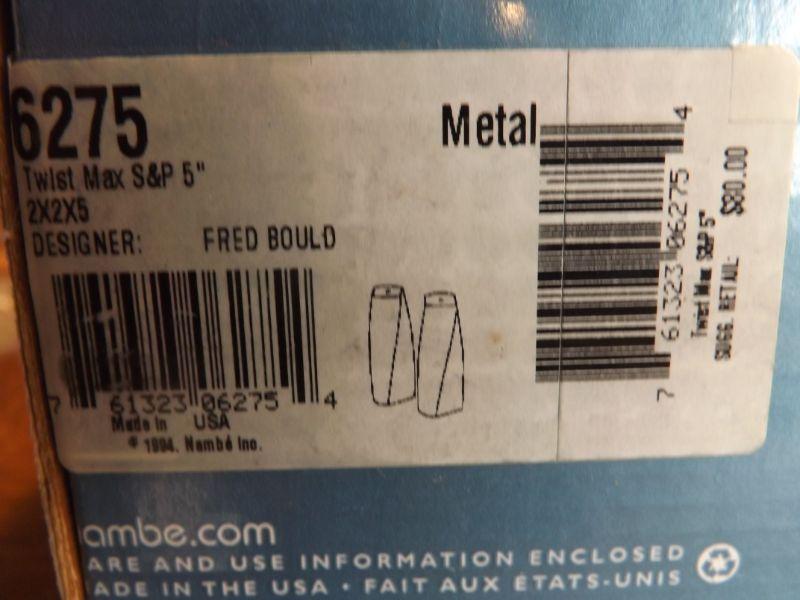 6275
Metal
Twist Max S&P 5"
2X2X5
DESIGNER: FRED BOULD
7 61323 06275 4
Made in USA
© 1994. Nambé Inc.
7 61323 06275 4
Twist Max S&P 5"
SUGG. RETAIL: $80.00
ambe.com
ARE AND USE INFORMATION ENCLOSED
ADE IN THE USA • FAIT AUX ÉTATS-UNIS